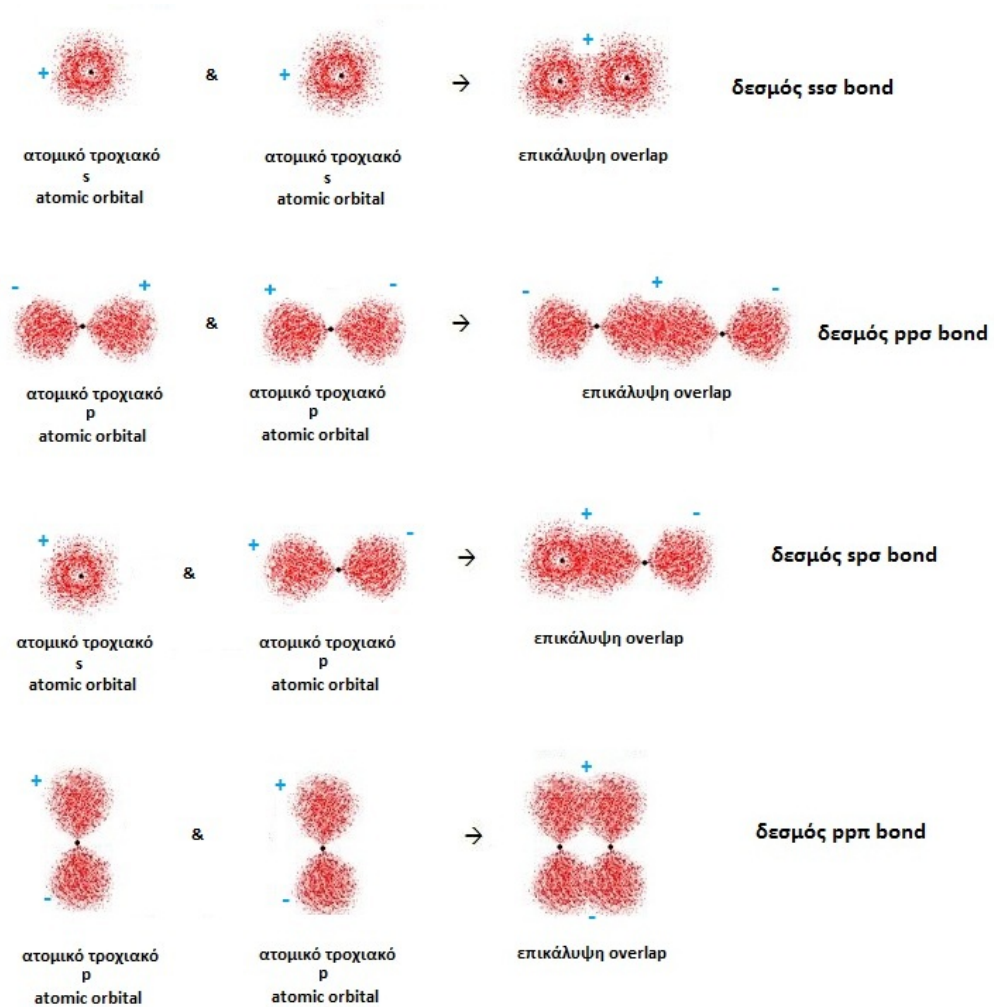 + & + → + δεσμός ssσ bond
ατομικό τροχιακό ατομικό τροχιακό επικάλυψη overlap
s s
atomic orbital atomic orbital
- + & + - → - + - δεσμός ppσ bond
ατομικό τροχιακό ατομικό τροχιακό επικάλυψη overlap
p p
atomic orbital atomic orbital
+ & + - → + - δεσμός spσ bond
ατομικό τροχιακό ατομικό τροχιακό επικάλυψη overlap
s p
atomic orbital atomic orbital
+ + +
& → δεσμός ppπ bond
- - -
ατομικό τροχιακό ατομικό τροχιακό επικάλυψη overlap
p p
atomic orbital atomic orbital